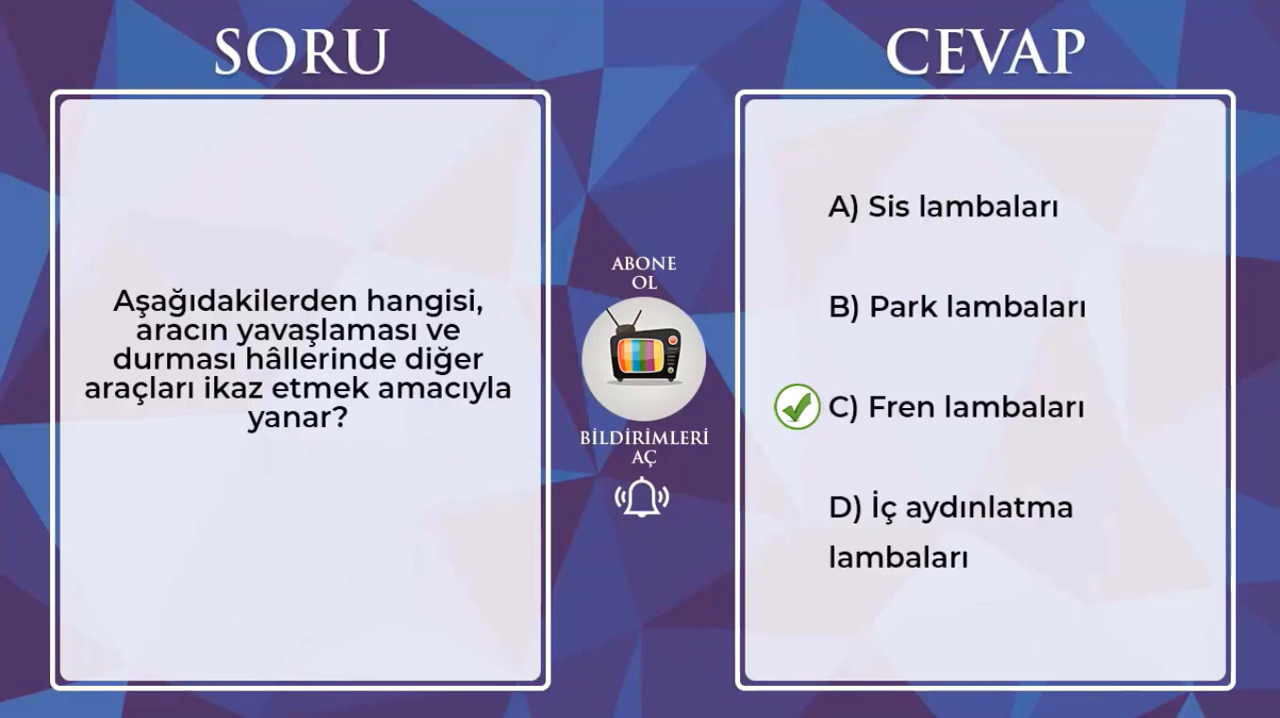 SORU
Aşağıdakilerden hangisi,
aracın yavaşlaması ve
durması hâllerinde diğer
araçları ikaz etmek amacıyla
yanar?
ABONE
OL
BİLDİRİMLERİ
AÇ
CEVAP
A) Sis lambaları
B) Park lambaları
C) Fren lambaları
D) İç aydınlatma
lambaları